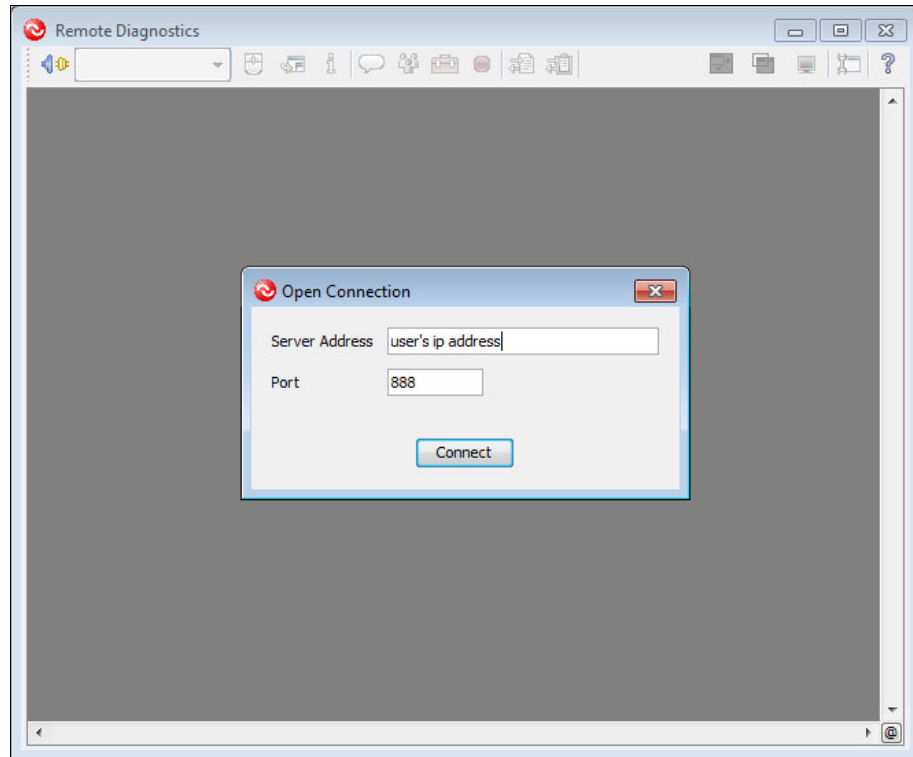 Remote Diagnostics
Open Connection
Server Address user's ip address
Port 888
Connect